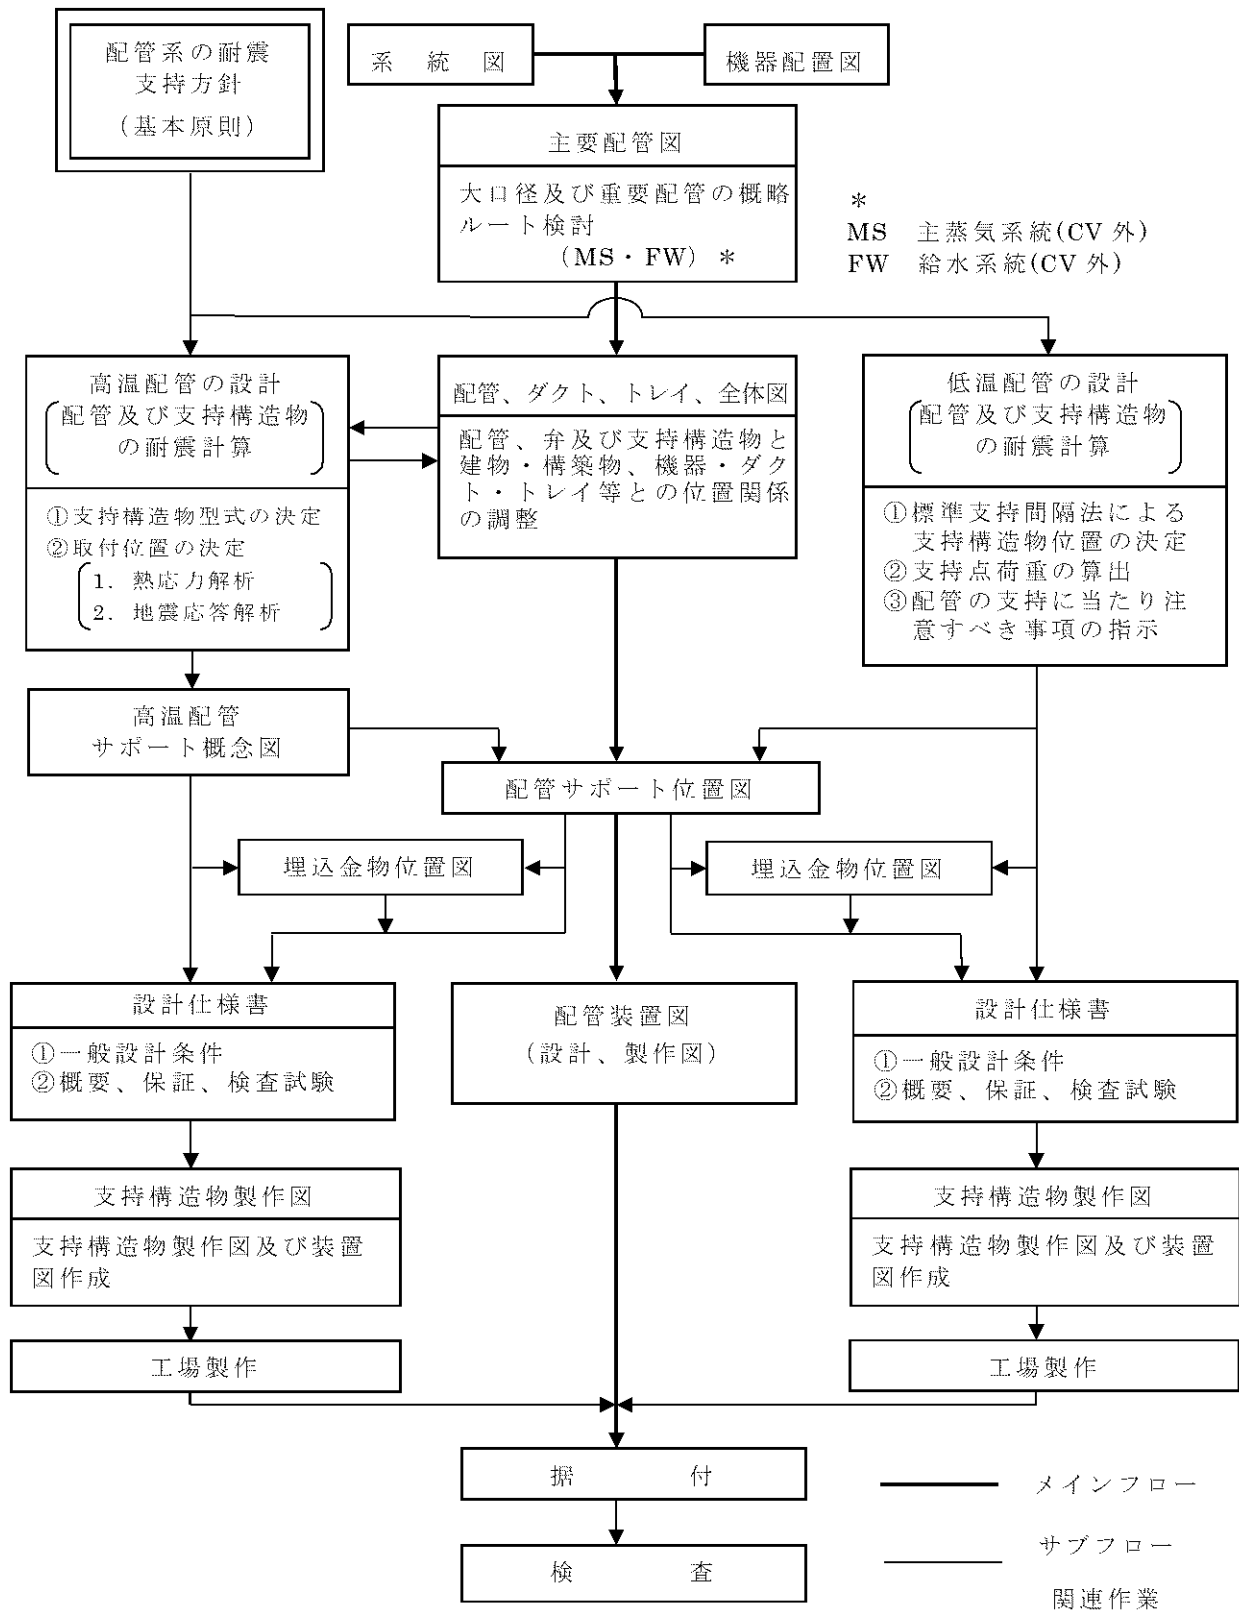 配管系の耐震
支持方針
(基本原則)
系統図
機器配置図
主要配管図
大口径及び重要配管の概略
ルート検討
(MS・FW) *
*
MS 主蒸気系統(CV 外)
FW 給水系統(CV 外)
高温配管の設計
配管及び支持構造物
の耐震計算
①支持構造物型式の決定
②取付位置の決定
1. 熱応力解析
2. 地震応答解析
配管、ダクト、トレイ、全体図
配管、弁及び支持構造物と
建物・構築物、機器・ダク
ト・トレイ等との位置関係
の調整
低温配管の設計
配管及び支持構造物
の耐震計算
①標準支持間隔法による
支持構造物位置の決定
②支持点荷重の算出
③配管の支持に当たり注
意すべき事項の指示
高温配管
サポート概念図
配管サポート位置図
埋込金物位置図
埋込金物位置図
設計仕様書
①一般設計条件
②概要、保証、検査試験
配管装置図
(設計、製作図)
設計仕様書
①一般設計条件
②概要、保証、検査試験
支持構造物製作図
支持構造物製作図及び装置
図作成
支持構造物製作図
支持構造物製作図及び装置
図作成
工場製作
工場製作
据付
検査
メインフロー
サブフロー
関連作業